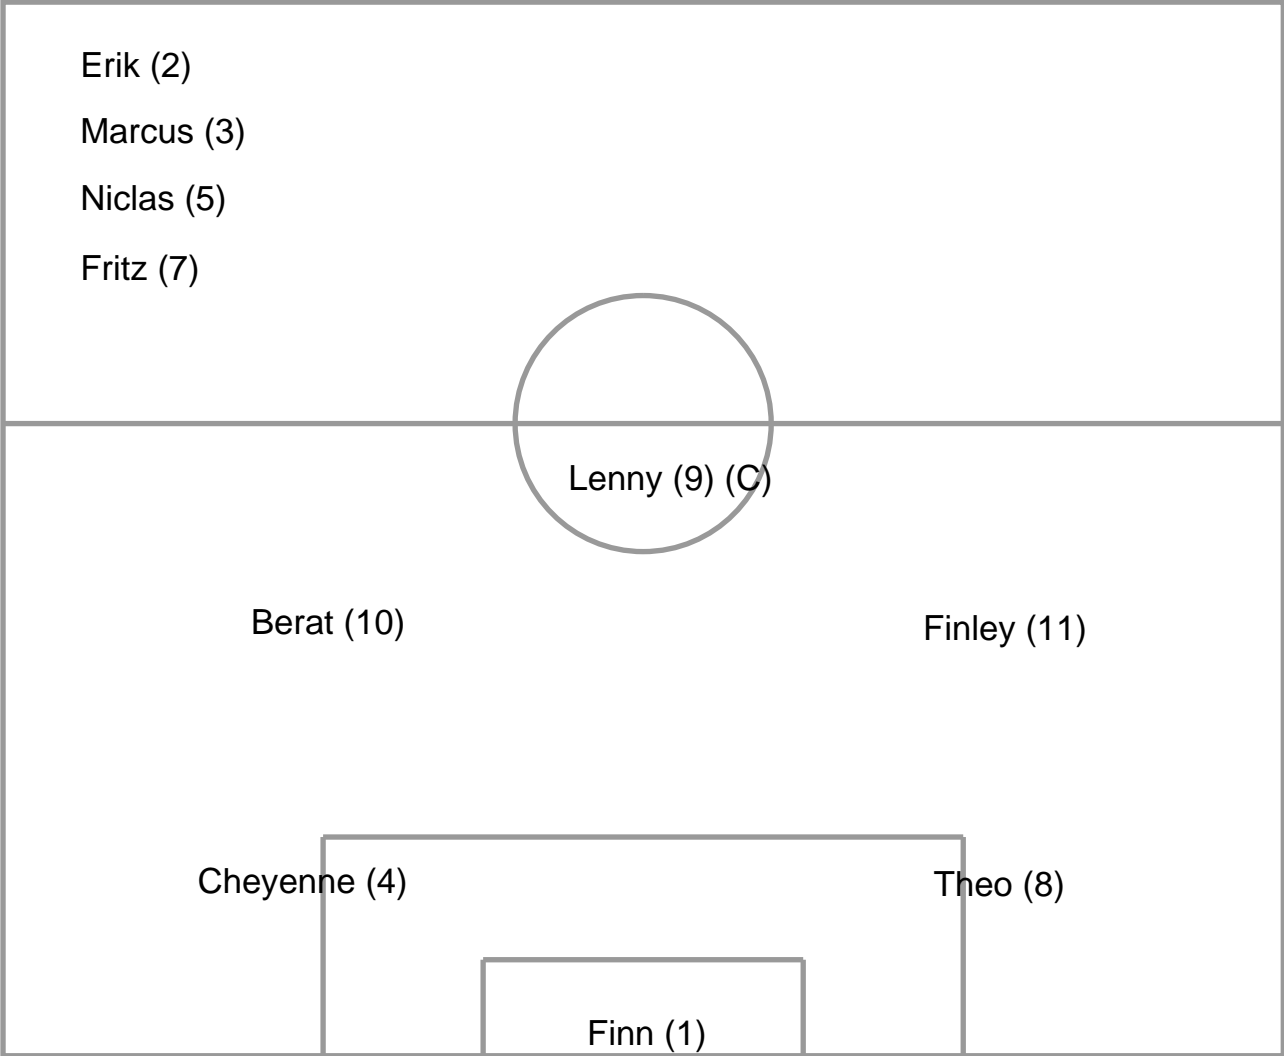 Erik (2)
Marcus (3)
Niclas (5)
Fritz (7)
Lenny (9) (C)
Berat (10)
Finley (11)
Cheyenne (4)
Theo (8)
Finn (1)